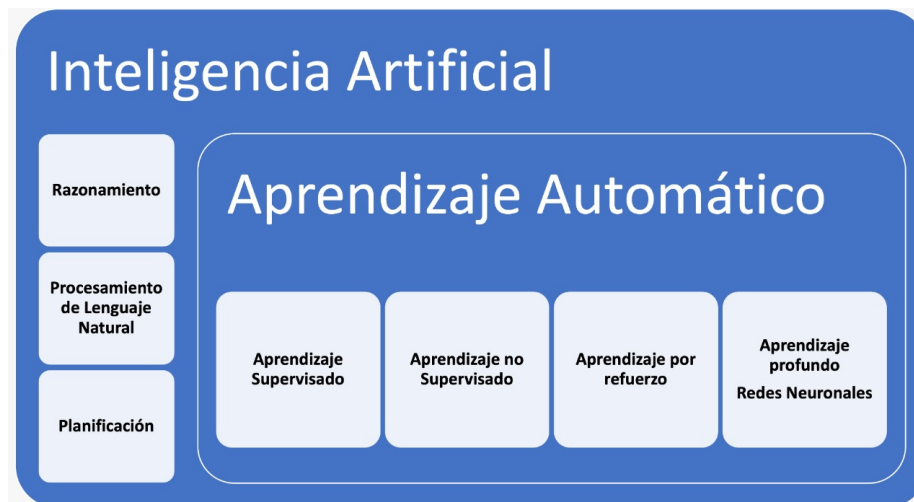 Inteligencia Artificial
Razonamiento
Procesamiento
de Lenguaje
Natural
Planificación
Aprendizaje Automático
Aprendizaje
Supervisado
Aprendizaje no
Supervisado
Aprendizaje por
refuerzo
Aprendizaje
profundo
Redes Neuronales